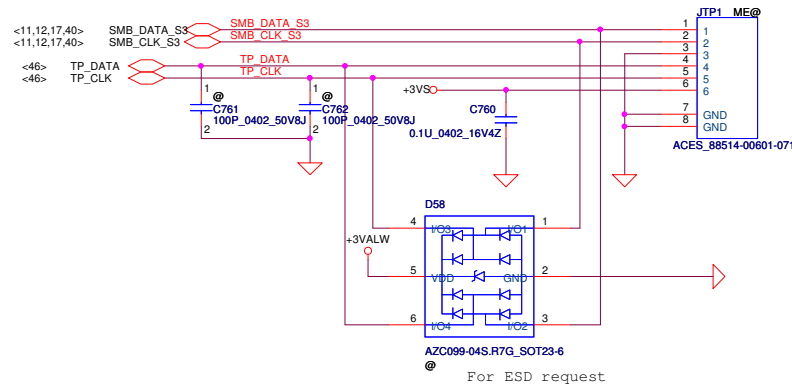 JTP1 ME@
<11,12,17,40> SMB_DATA_S3 SMB_DATA_S3 1 1
<11,12,17,40> SMB_CLK_S3 SMB_CLK_S3 2 2
3 3
<46> TP_DATA TP_DATA 4 4
<46> TP_CLK TP_CLK 5 5
+3VS 6 6
7 GND
8 GND
ACES_88514-00601-071
1 @
C761
100P_0402_50V8J
2
1 @
C762
100P_0402_50V8J
2
C760
0.1U_0402_16V4Z
D58
4 I/O3 I/O1 1
+3VALW
5 VDD GND 2
6 I/O4 I/O2 3
AZC099-04S.R7G_SOT23-6
@
For ESD request